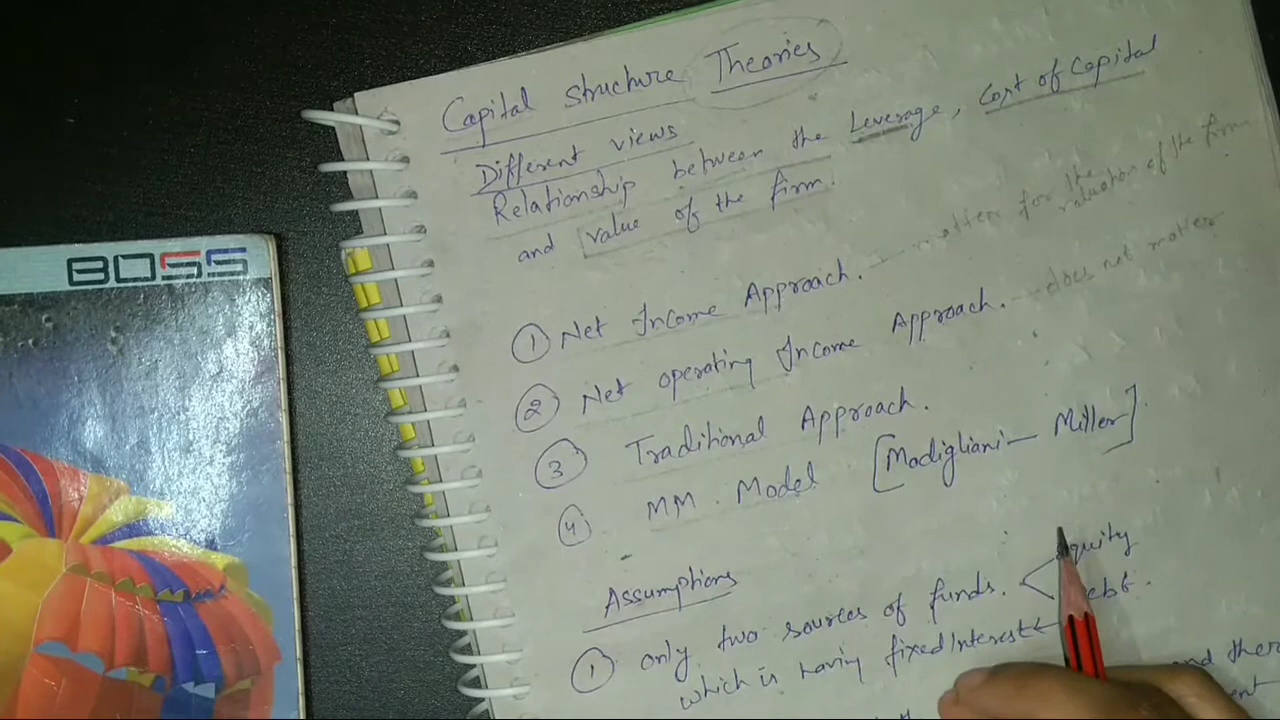 BOSS
Capital structure Theories
Different views
Relationship between the Leverage, Cost of Capital
and value of the firm.
① Net Income Approach. - matter for the valuation of the firm
② Net operating Income Approach. - does not matter
③ Traditional Approach.
④ MM Model [Modigliani - Miller]
Assumptions
① only two sources of funds. < equity
debt.
which is having fixed Interest ←
and there